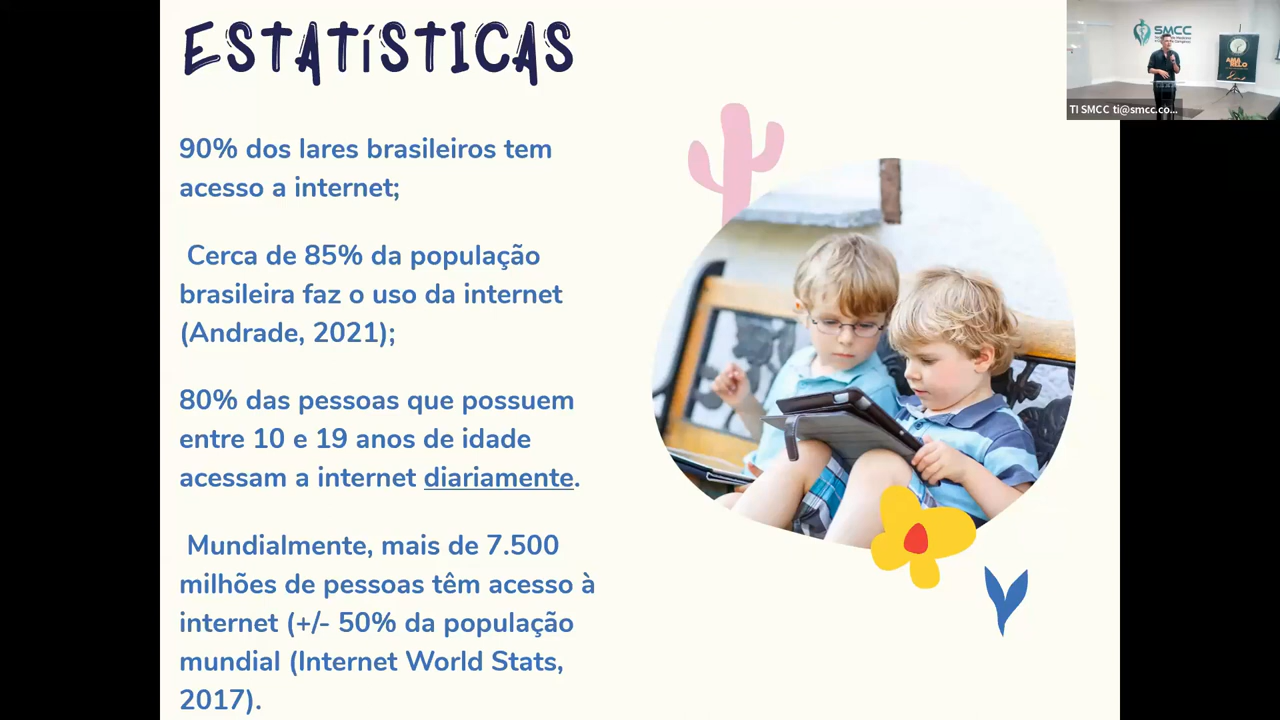 ESTATÍSTICAS
90% dos lares brasileiros tem
acesso a internet;
Cerca de 85% da população
brasileira faz o uso da internet
(Andrade, 2021);
80% das pessoas que possuem
entre 10 e 19 anos de idade
acessam a internet diariamente.
Mundialmente, mais de 7.500
milhões de pessoas têm acesso à
internet (+/- 50% da população
mundial (Internet World Stats,
2017).
SMCC
TI SMCC ti@smcc.co...